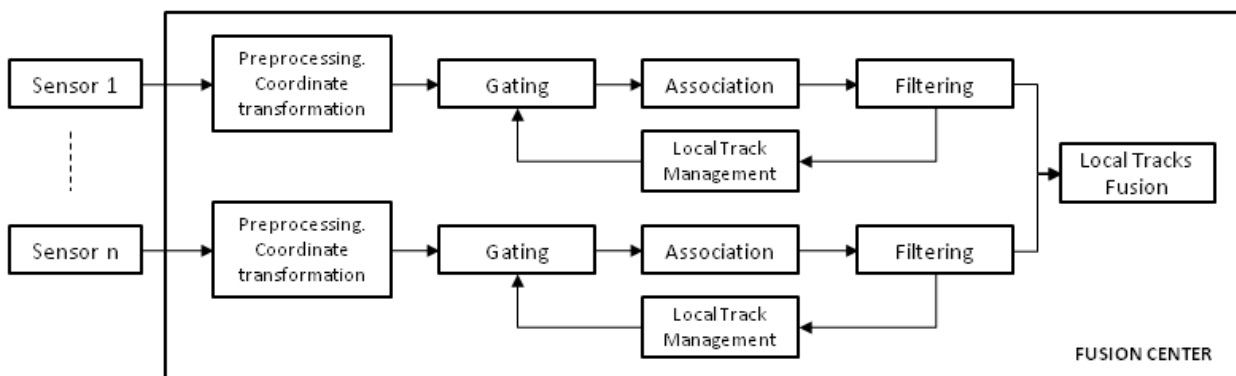 Sensor 1
Preprocessing.
Coordinate
transformation
Gating
Association
Filtering
Local Track
Management
Local Tracks
Fusion
Sensor n
Preprocessing.
Coordinate
transformation
Gating
Association
Filtering
Local Track
Management
FUSION CENTER